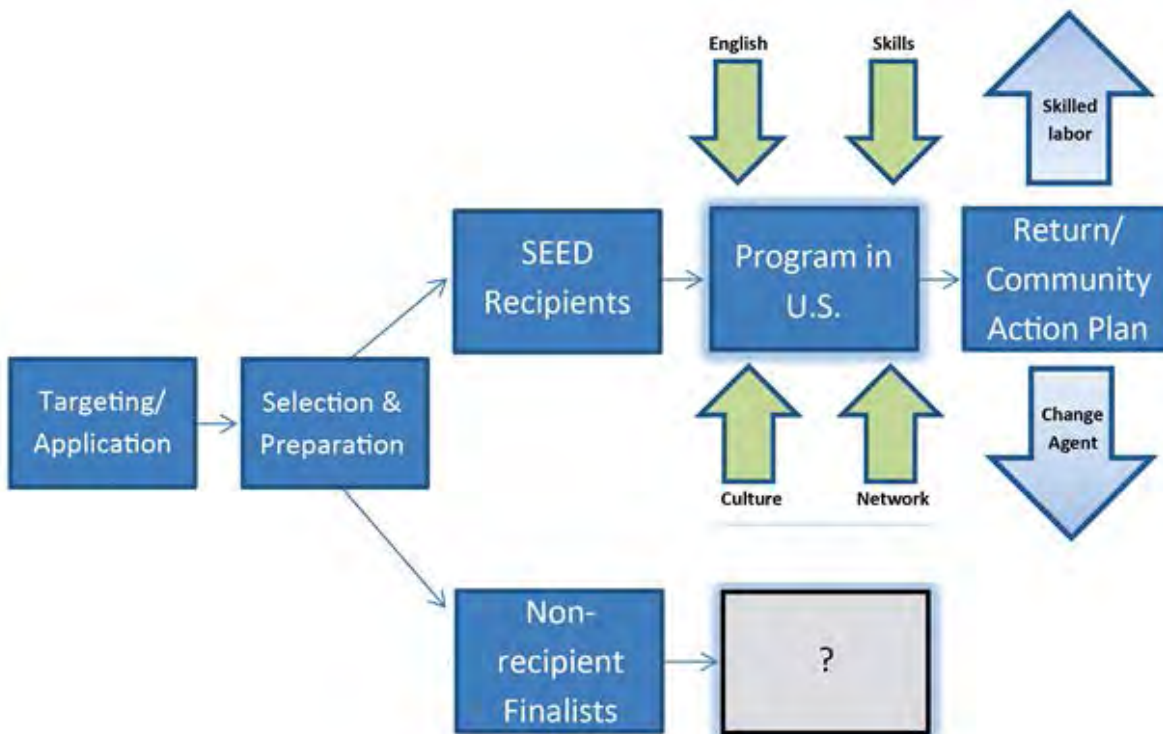 English
Skills
Skilled
labor
SEED
Recipients
Program in
U.S.
Return/
Community
Action Plan
Targeting/
Application
Selection &
Preparation
Change
Agent
Culture
Network
Non-
recipient
Finalists
?